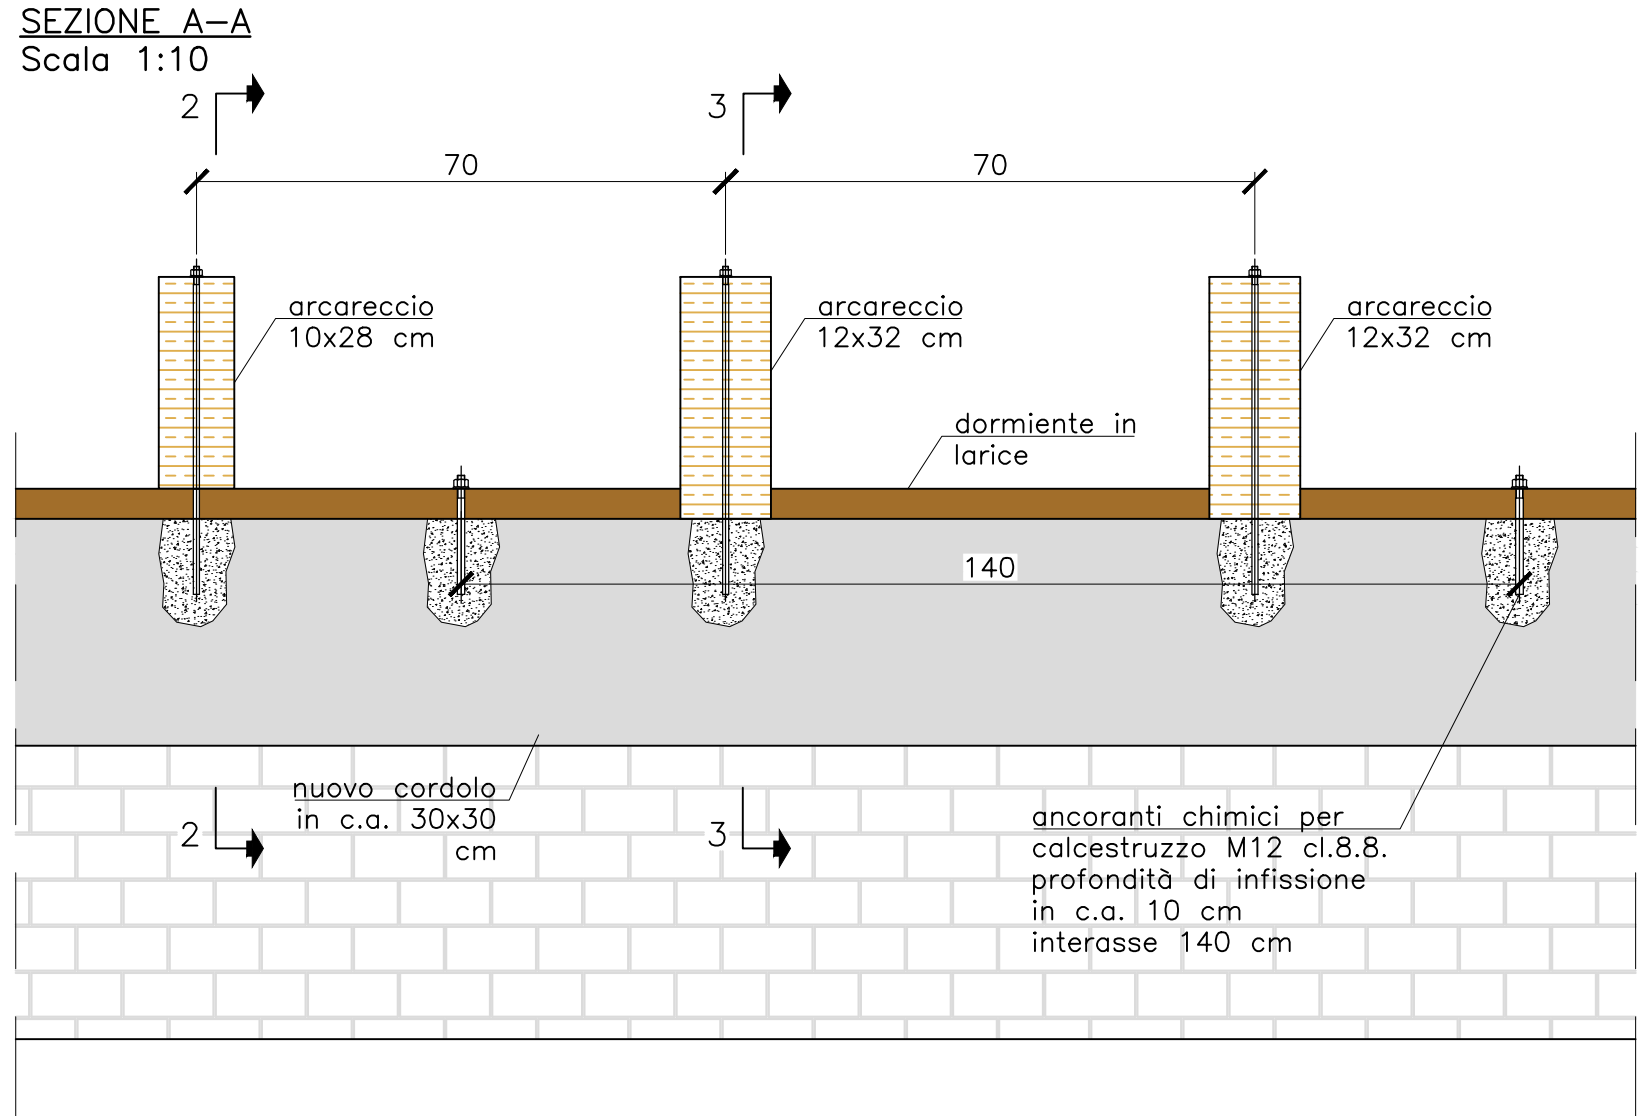 SEZIONE A-A
Scala 1:10
2
3
70
70
arcareccio
10x28 cm
arcareccio
12x32 cm
arcareccio
12x32 cm
dormiente in
larice
140
nuovo cordolo
in c.a. 30x30
cm
2
3
ancoranti chimici per
calcestruzzo M12 cl.8.8.
profondità di infissione
in c.a. 10 cm
interasse 140 cm